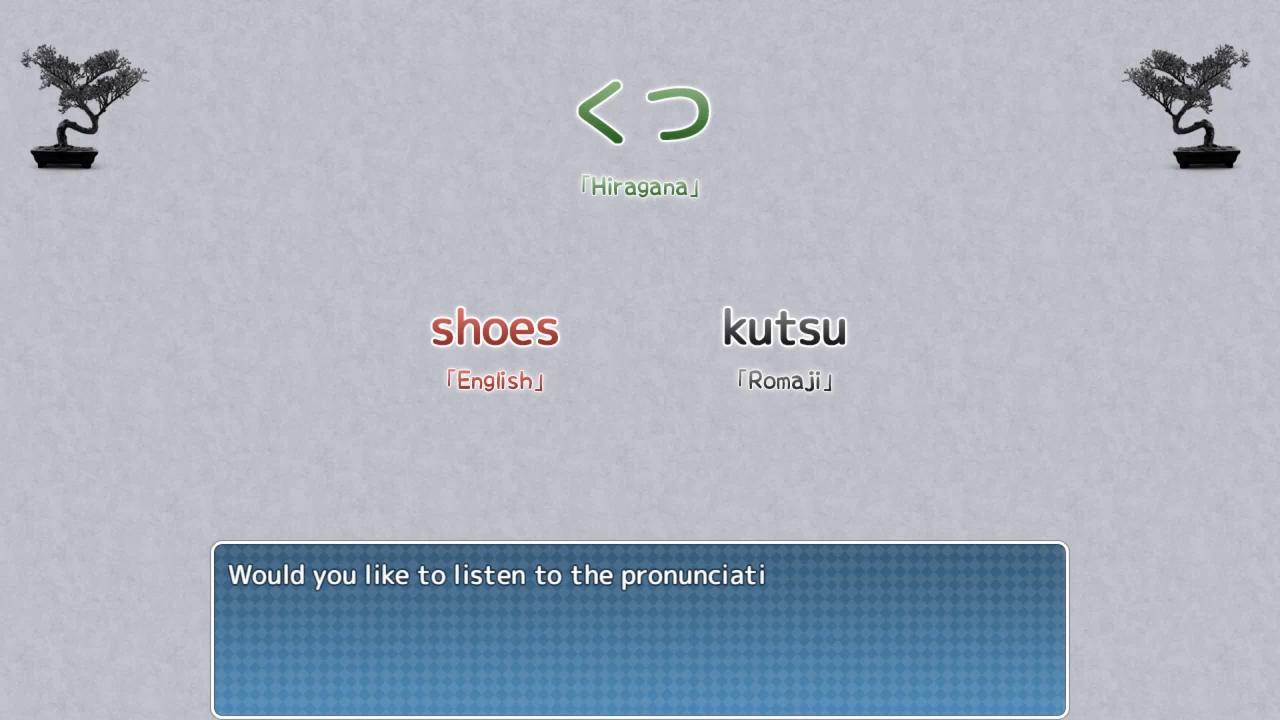 くつ
「Hiragana」
shoes kutsu
「English」 「Romaji」
Would you like to listen to the pronunciati